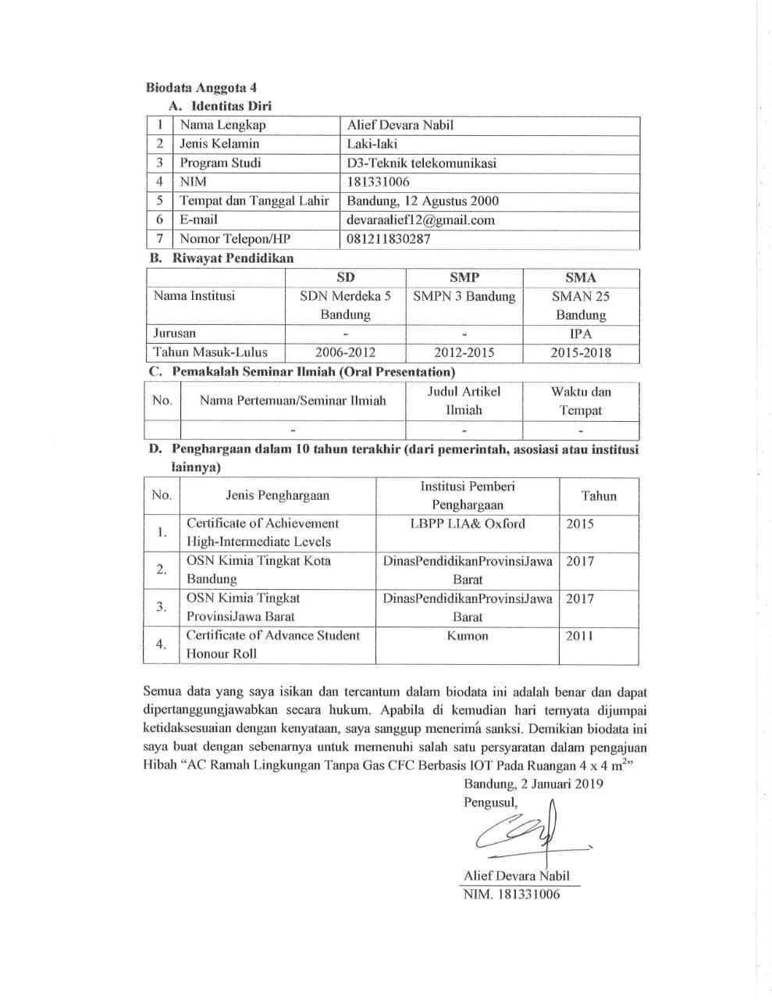 Biodata Anggota 4
A. Identitas Diri
1 Nama Lengkap Alief Devara Nabil
2 Jenis Kelamin Laki-laki
3 Program Studi D3-Teknik telekomunikasi
4 NIM 181331006
5 Tempat dan Tanggal Lahir Bandung, 12 Agustus 2000
6 E-mail devaraalief12@gmail.com
7 Nomor Telepon/HP 081211830287
B. Riwayat Pendidikan
SD SMP SMA
Nama Institusi SDN Merdeka 5 SMPN 3 Bandung SMAN 25
Bandung Bandung
Jurusan - - IPA
Tahun Masuk-Lulus 2006-2012 2012-2015 2015-2018
C. Pemakalah Seminar Ilmiah (Oral Presentation)
No. Nama Pertemuan/Seminar Ilmiah Judul Artikel Waktu dan
Ilmiah Tempat
- - -
D. Penghargaan dalam 10 tahun terakhir (dari pemerintah, asosiasi atau institusi
lainnya)
No. Jenis Penghargaan Institusi Pemberi Tahun
Penghargaan
1. Certificate of Achievement LBPP LIA& Oxford 2015
High-Intermediate Levels
2. OSN Kimia Tingkat Kota DinasPendidikanProvinsiJawa 2017
Bandung Barat
3. OSN Kimia Tingkat DinasPendidikanProvinsiJawa 2017
ProvinsiJawa Barat Barat
4. Certificate of Advance Student Kumon 2011
Honour Roll
Semua data yang saya isikan dan tercantum dalam biodata ini adalah benar dan dapat
dipertanggungjawabkan secara hukum. Apabila di kemudian hari ternyata dijumpai
ketidaksesuaian dengan kenyataan, saya sanggup menerima sanksi. Demikian biodata ini
saya buat dengan sebenarnya untuk memenuhi salah satu persyaratan dalam pengajuan
Hibah “AC Ramah Lingkungan Tanpa Gas CFC Berbasis IOT Pada Ruangan 4 x 4 m²”
Bandung, 2 Januari 2019
Pengusul,
Alief Devara Nabil
NIM. 181331006